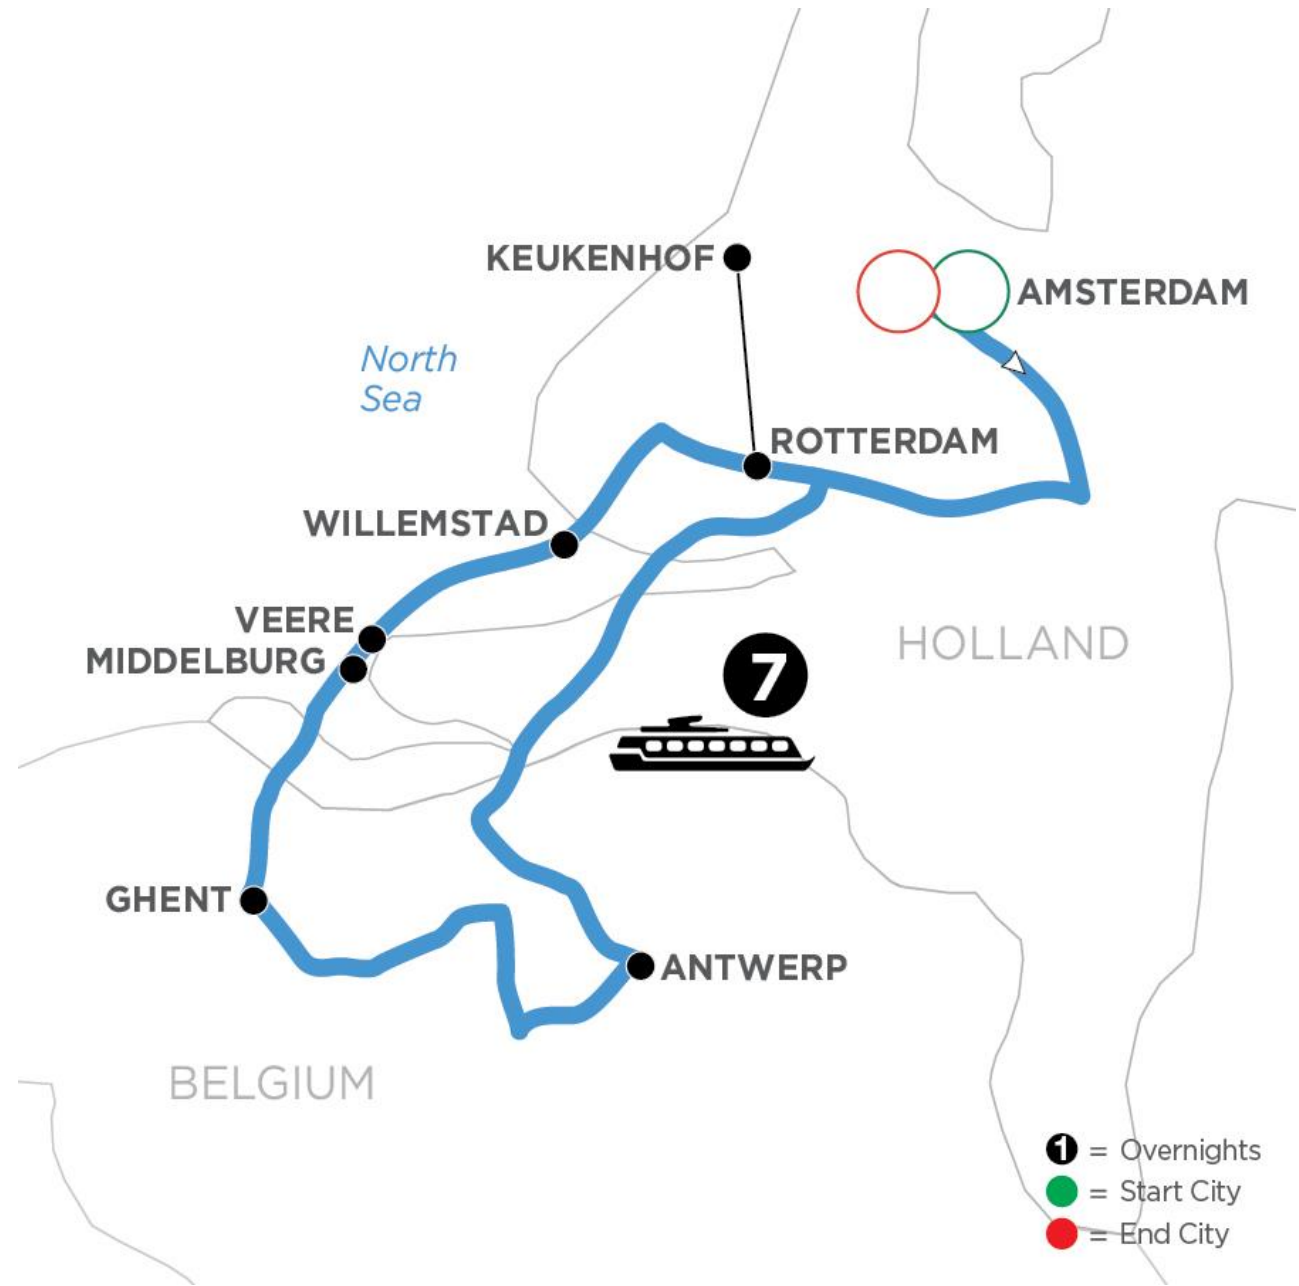 KEUKENHOF
AMSTERDAM
North
Sea
ROTTERDAM
WILLEMSTAD
VEERE
MIDDELBURG
HOLLAND
7
GHENT
ANTWERP
BELGIUM
1 = Overnights
= Start City
= End City